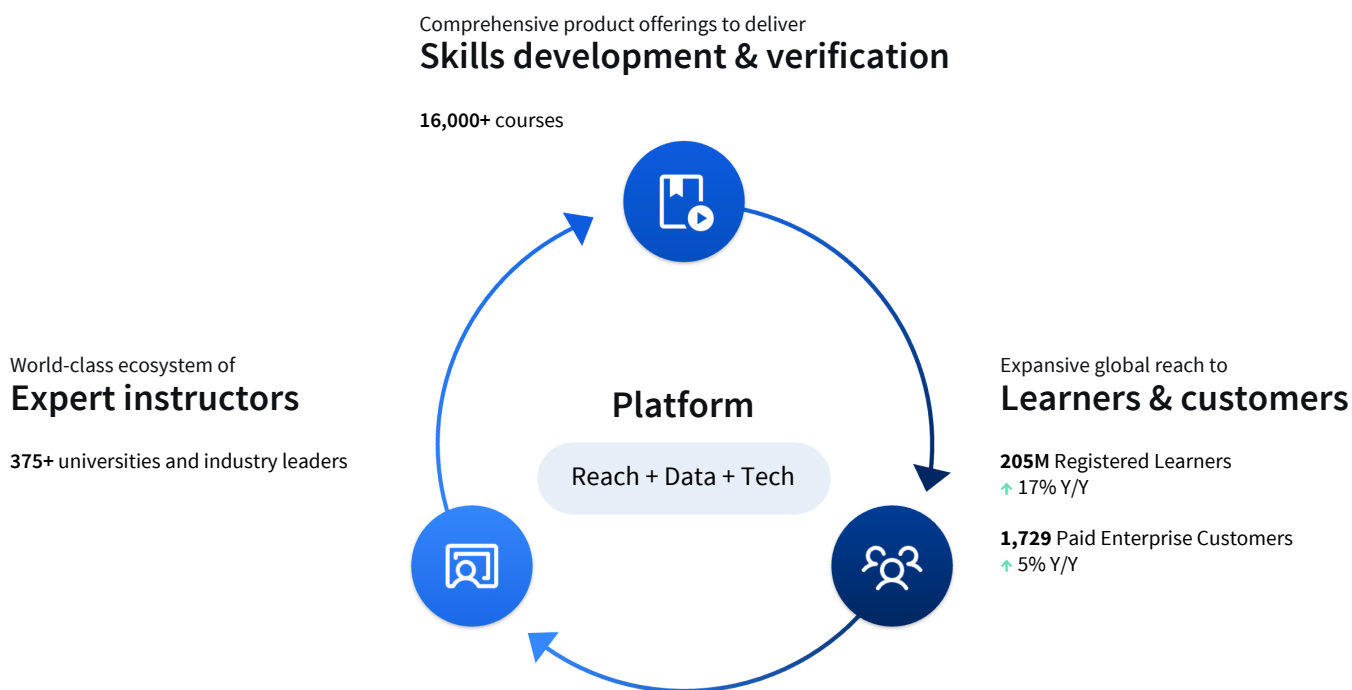 Comprehensive product offerings to deliver
Skills development & verification
16,000+ courses
World-class ecosystem of
Expert instructors
375+ universities and industry leaders
Platform
Reach + Data + Tech
Expansive global reach to
Learners & customers
205M Registered Learners
↑ 17% Y/Y
1,729 Paid Enterprise Customers
↑ 5% Y/Y